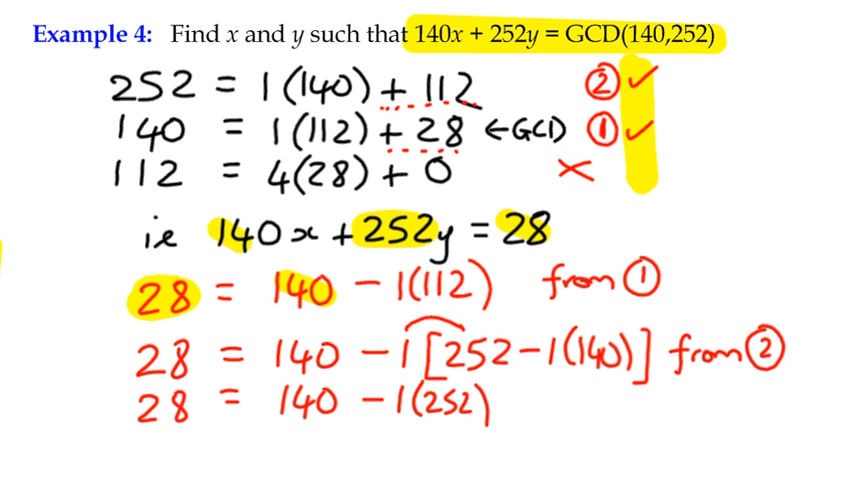 Example 4: Find x and y such that 140x + 252y = GCD(140,252)
252 = 1(140) + 112 ②✓
140 = 1(112) + 28 ←GCD ①✓
112 = 4(28) + 0 ×
ie 140x + 252y = 28
28 = 140 − 1(112) from ①
28 = 140 − 1[252 − 1(140)] from ②
28 = 140 − 1(252)